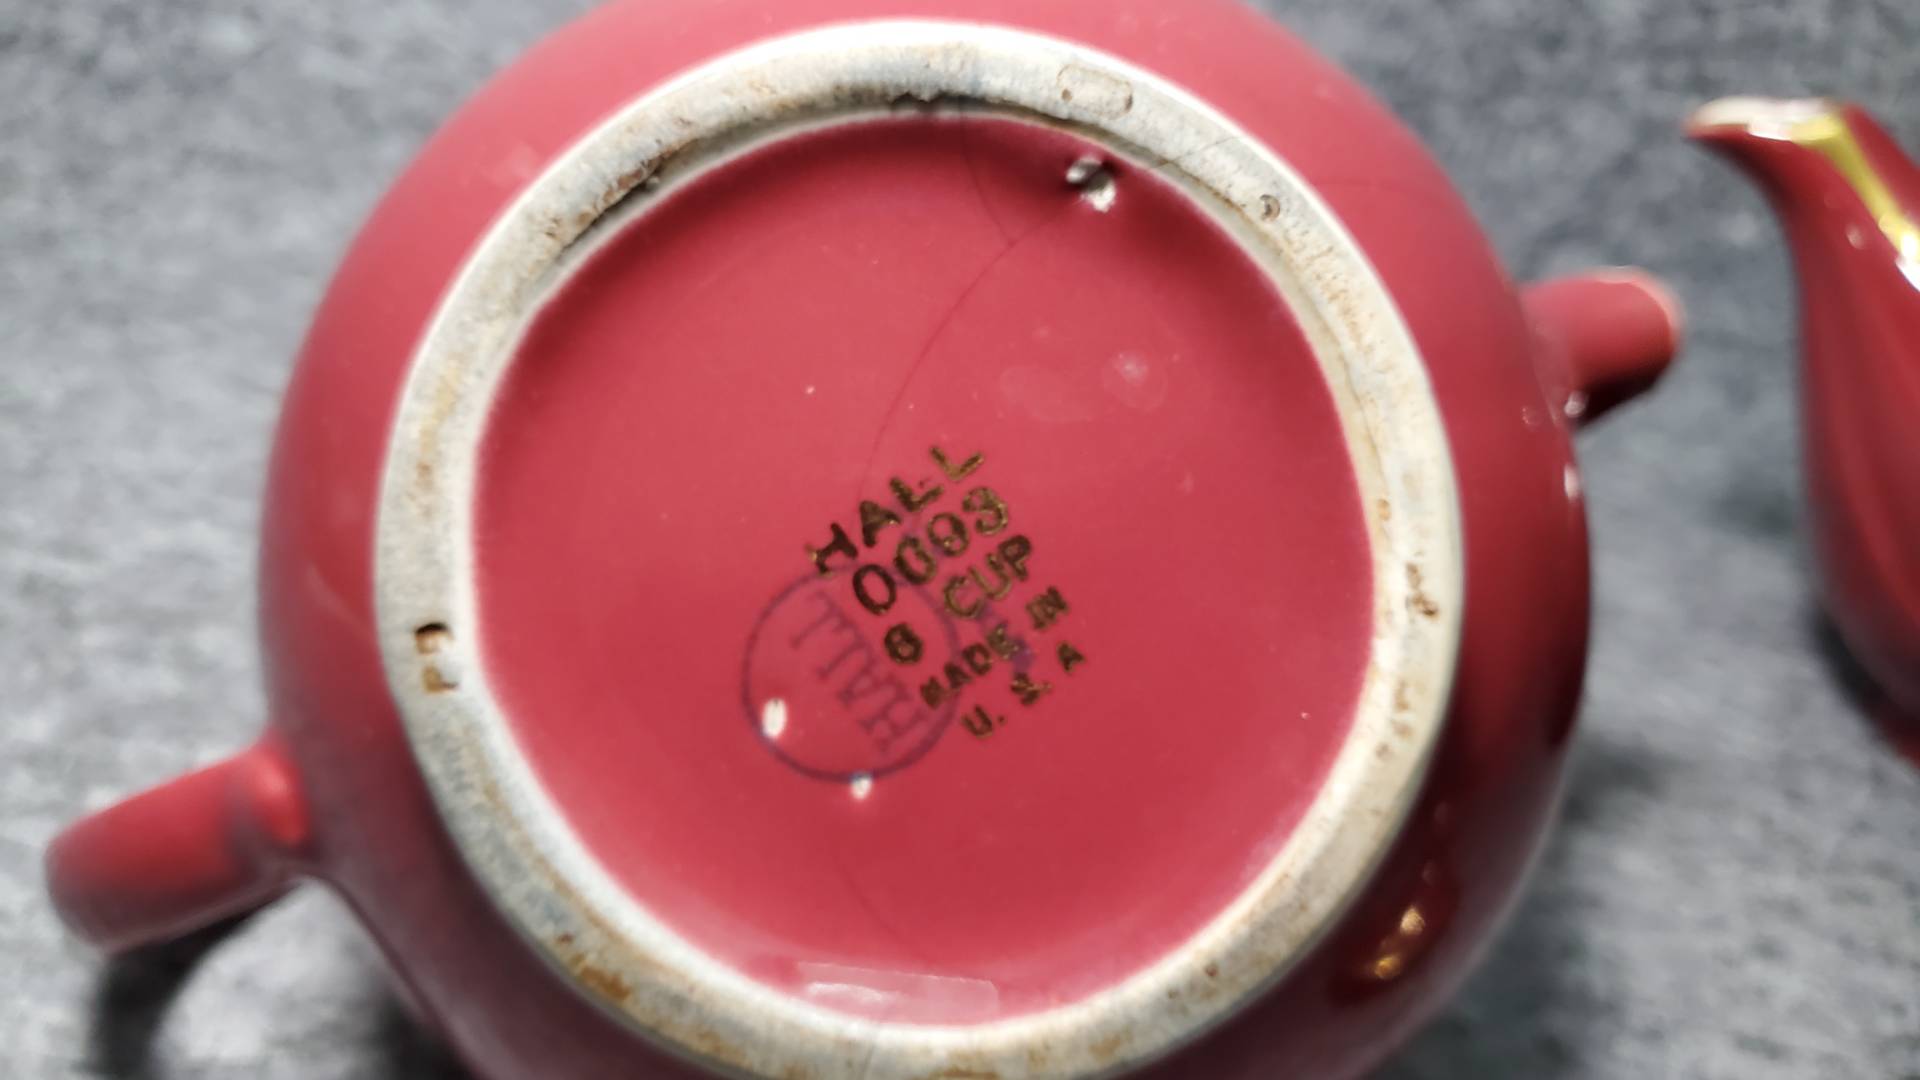 HALL
0093
6 CUP
MADE IN
U. S. A
HALL